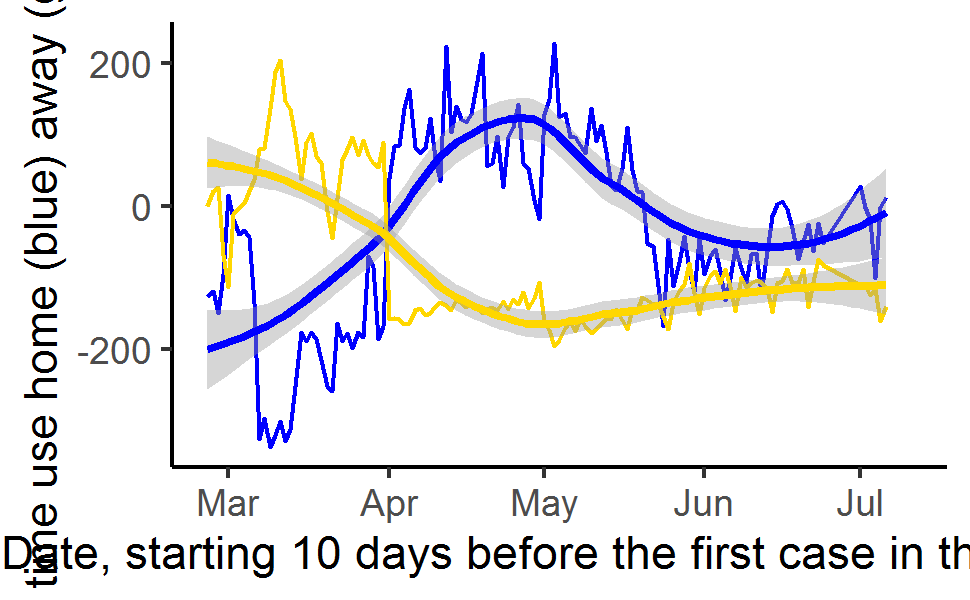 time use home (blue) away (
200
0
-200
Mar Apr May Jun Jul
Date, starting 10 days before the first case in th